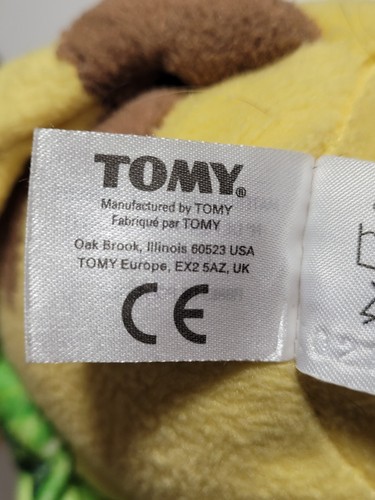 TOMY®
Manufactured by TOMY
Fabriqué par TOMY
Oak Brook, Illinois 60523 USA
TOMY Europe, EX2 5AZ, UK
CE